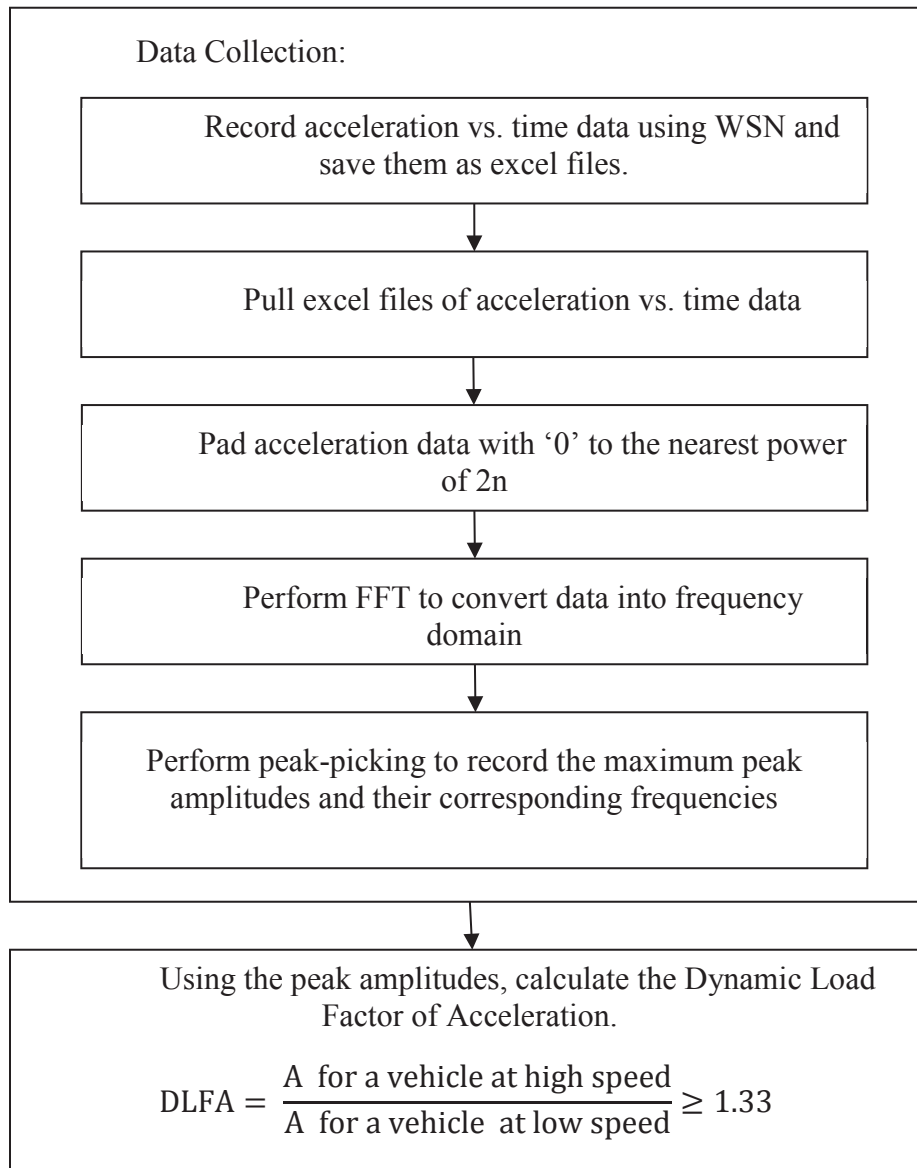 Data Collection:
Record acceleration vs. time data using WSN and
save them as excel files.
Pull excel files of acceleration vs. time data
Pad acceleration data with ‘0’ to the nearest power
of 2n
Perform FFT to convert data into frequency
domain
Perform peak-picking to record the maximum peak
amplitudes and their corresponding frequencies
Using the peak amplitudes, calculate the Dynamic Load
Factor of Acceleration.
DLFA = A for a vehicle at high speed / A for a vehicle at low speed ≥ 1.33